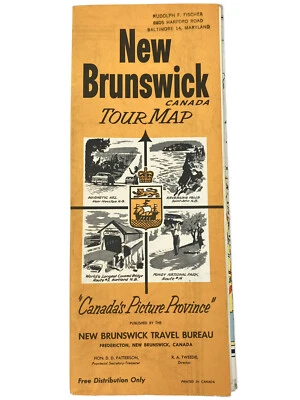 RUDOLPH F. FISCHER
6805 HARFORD ROAD
BALTIMORE 14, MARYLAND
New
Brunswick
CANADA
TOUR MAP
MAGNETIC HILL
Near Moncton N.B.
REVERSING FALLS
Saint John N.B.
World's Longest Covered Bridge
Route #2 Hartland N.B.
FUNDY NATIONAL PARK
Route #14
"Canada's Picture Province"
PUBLISHED BY THE
NEW BRUNSWICK TRAVEL BUREAU
FREDERICTON, NEW BRUNSWICK, CANADA
HON. D. D. PATTERSON, R. A. TWEEDIE,
Provincial Secretary-Treasurer Director
Free Distribution Only PRINTED IN CANADA